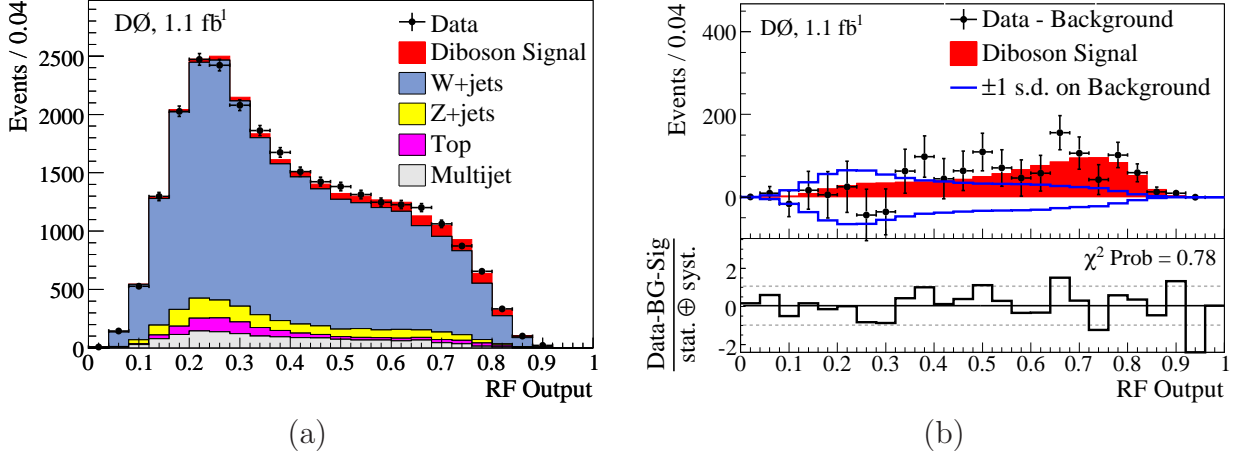 DØ, 1.1 fb⁻¹
Data
Diboson Signal
W+jets
Z+jets
Top
Multijet
Events / 0.04
2500
2000
1500
1000
500
0
0 0.1 0.2 0.3 0.4 0.5 0.6 0.7 0.8 0.9 1
RF Output
(a)
DØ, 1.1 fb⁻¹
Data - Background
Diboson Signal
±1 s.d. on Background
Events / 0.04
400
200
0
χ² Prob = 0.78
Data-BG-Sig
stat. ⊕ syst.
2
0
-2
0 0.1 0.2 0.3 0.4 0.5 0.6 0.7 0.8 0.9 1
RF Output
(b)